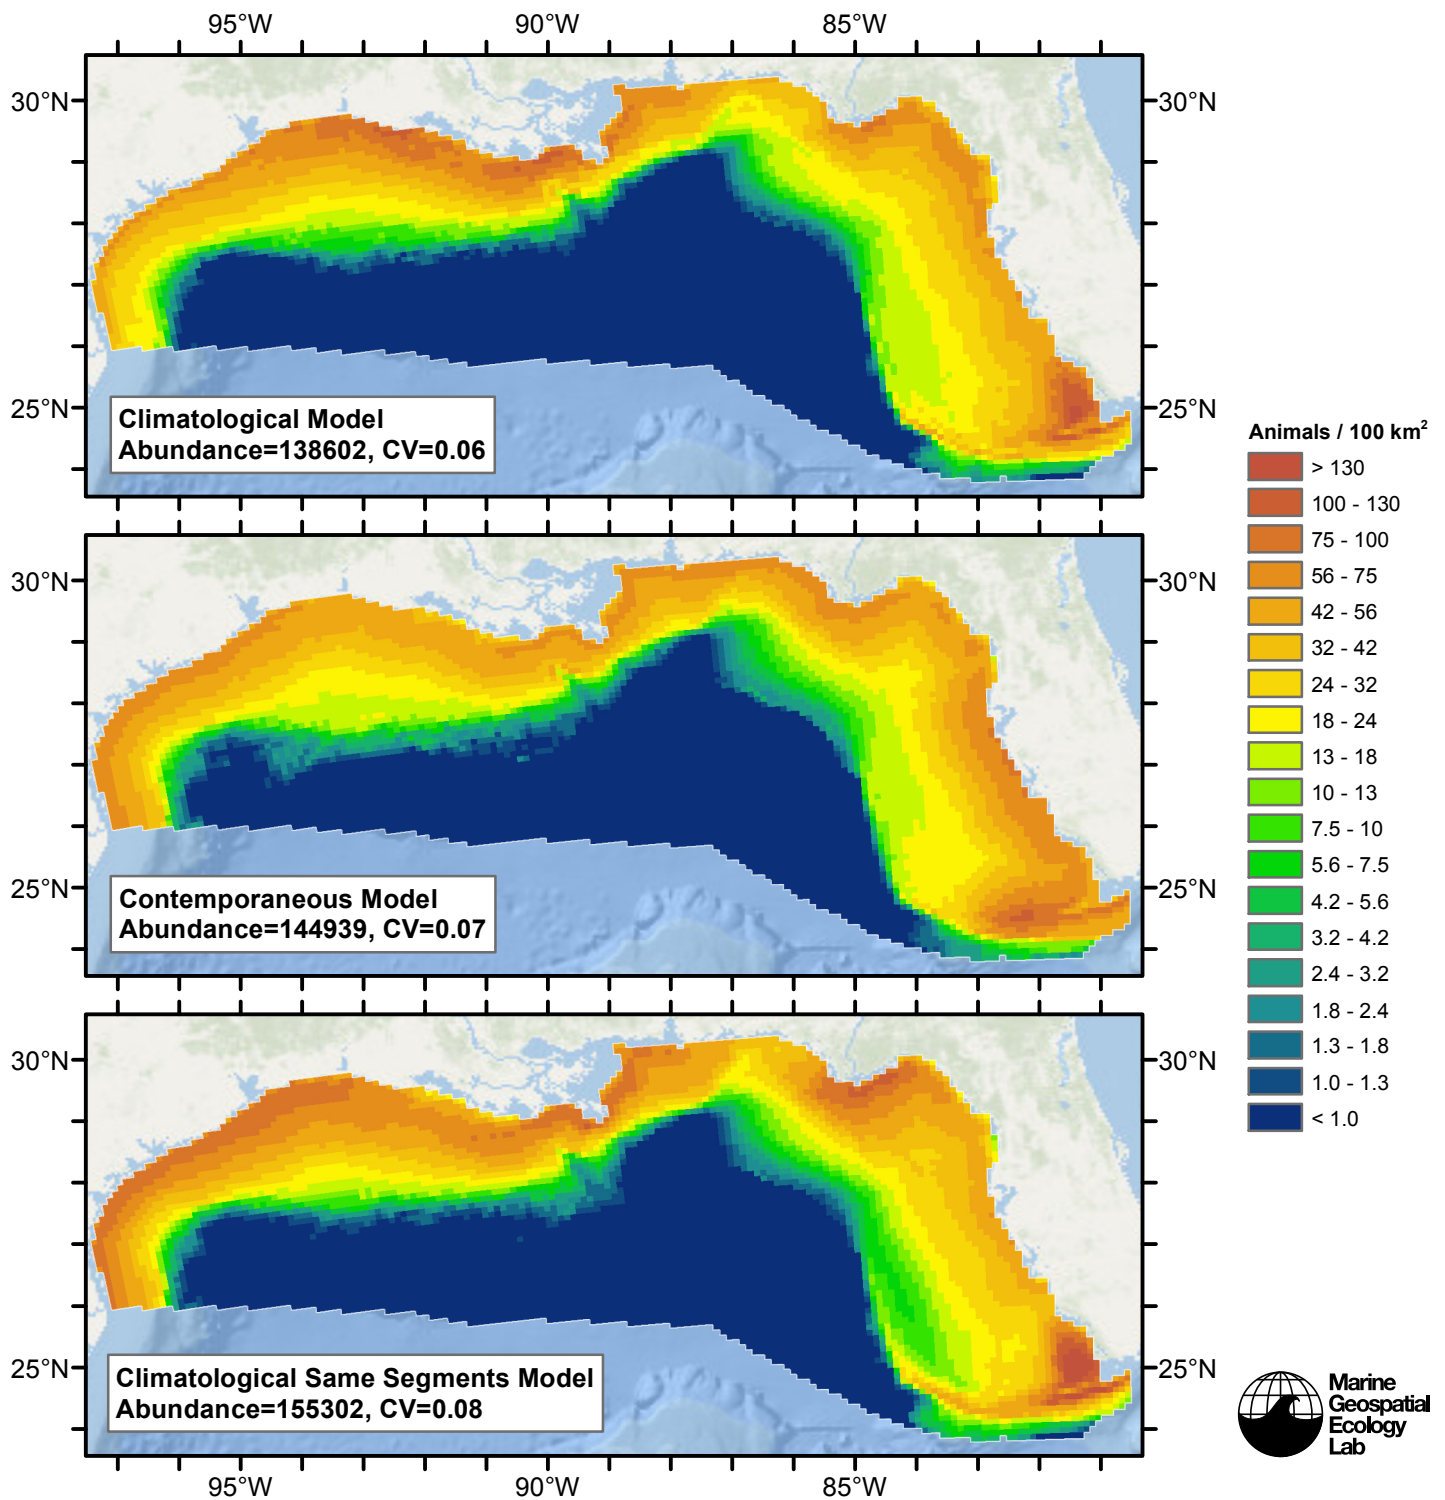 95°W 90°W 85°W
30°N 30°N
25°N 25°N
Climatological Model
Abundance=138602, CV=0.06
30°N 30°N
25°N 25°N
Contemporaneous Model
Abundance=144939, CV=0.07
30°N 30°N
25°N 25°N
Climatological Same Segments Model
Abundance=155302, CV=0.08
95°W 90°W 85°W
Animals / 100 km²
> 130
100 - 130
75 - 100
56 - 75
42 - 56
32 - 42
24 - 32
18 - 24
13 - 18
10 - 13
7.5 - 10
5.6 - 7.5
4.2 - 5.6
3.2 - 4.2
2.4 - 3.2
1.8 - 2.4
1.3 - 1.8
1.0 - 1.3
< 1.0
Marine
Geospatial
Ecology
Lab